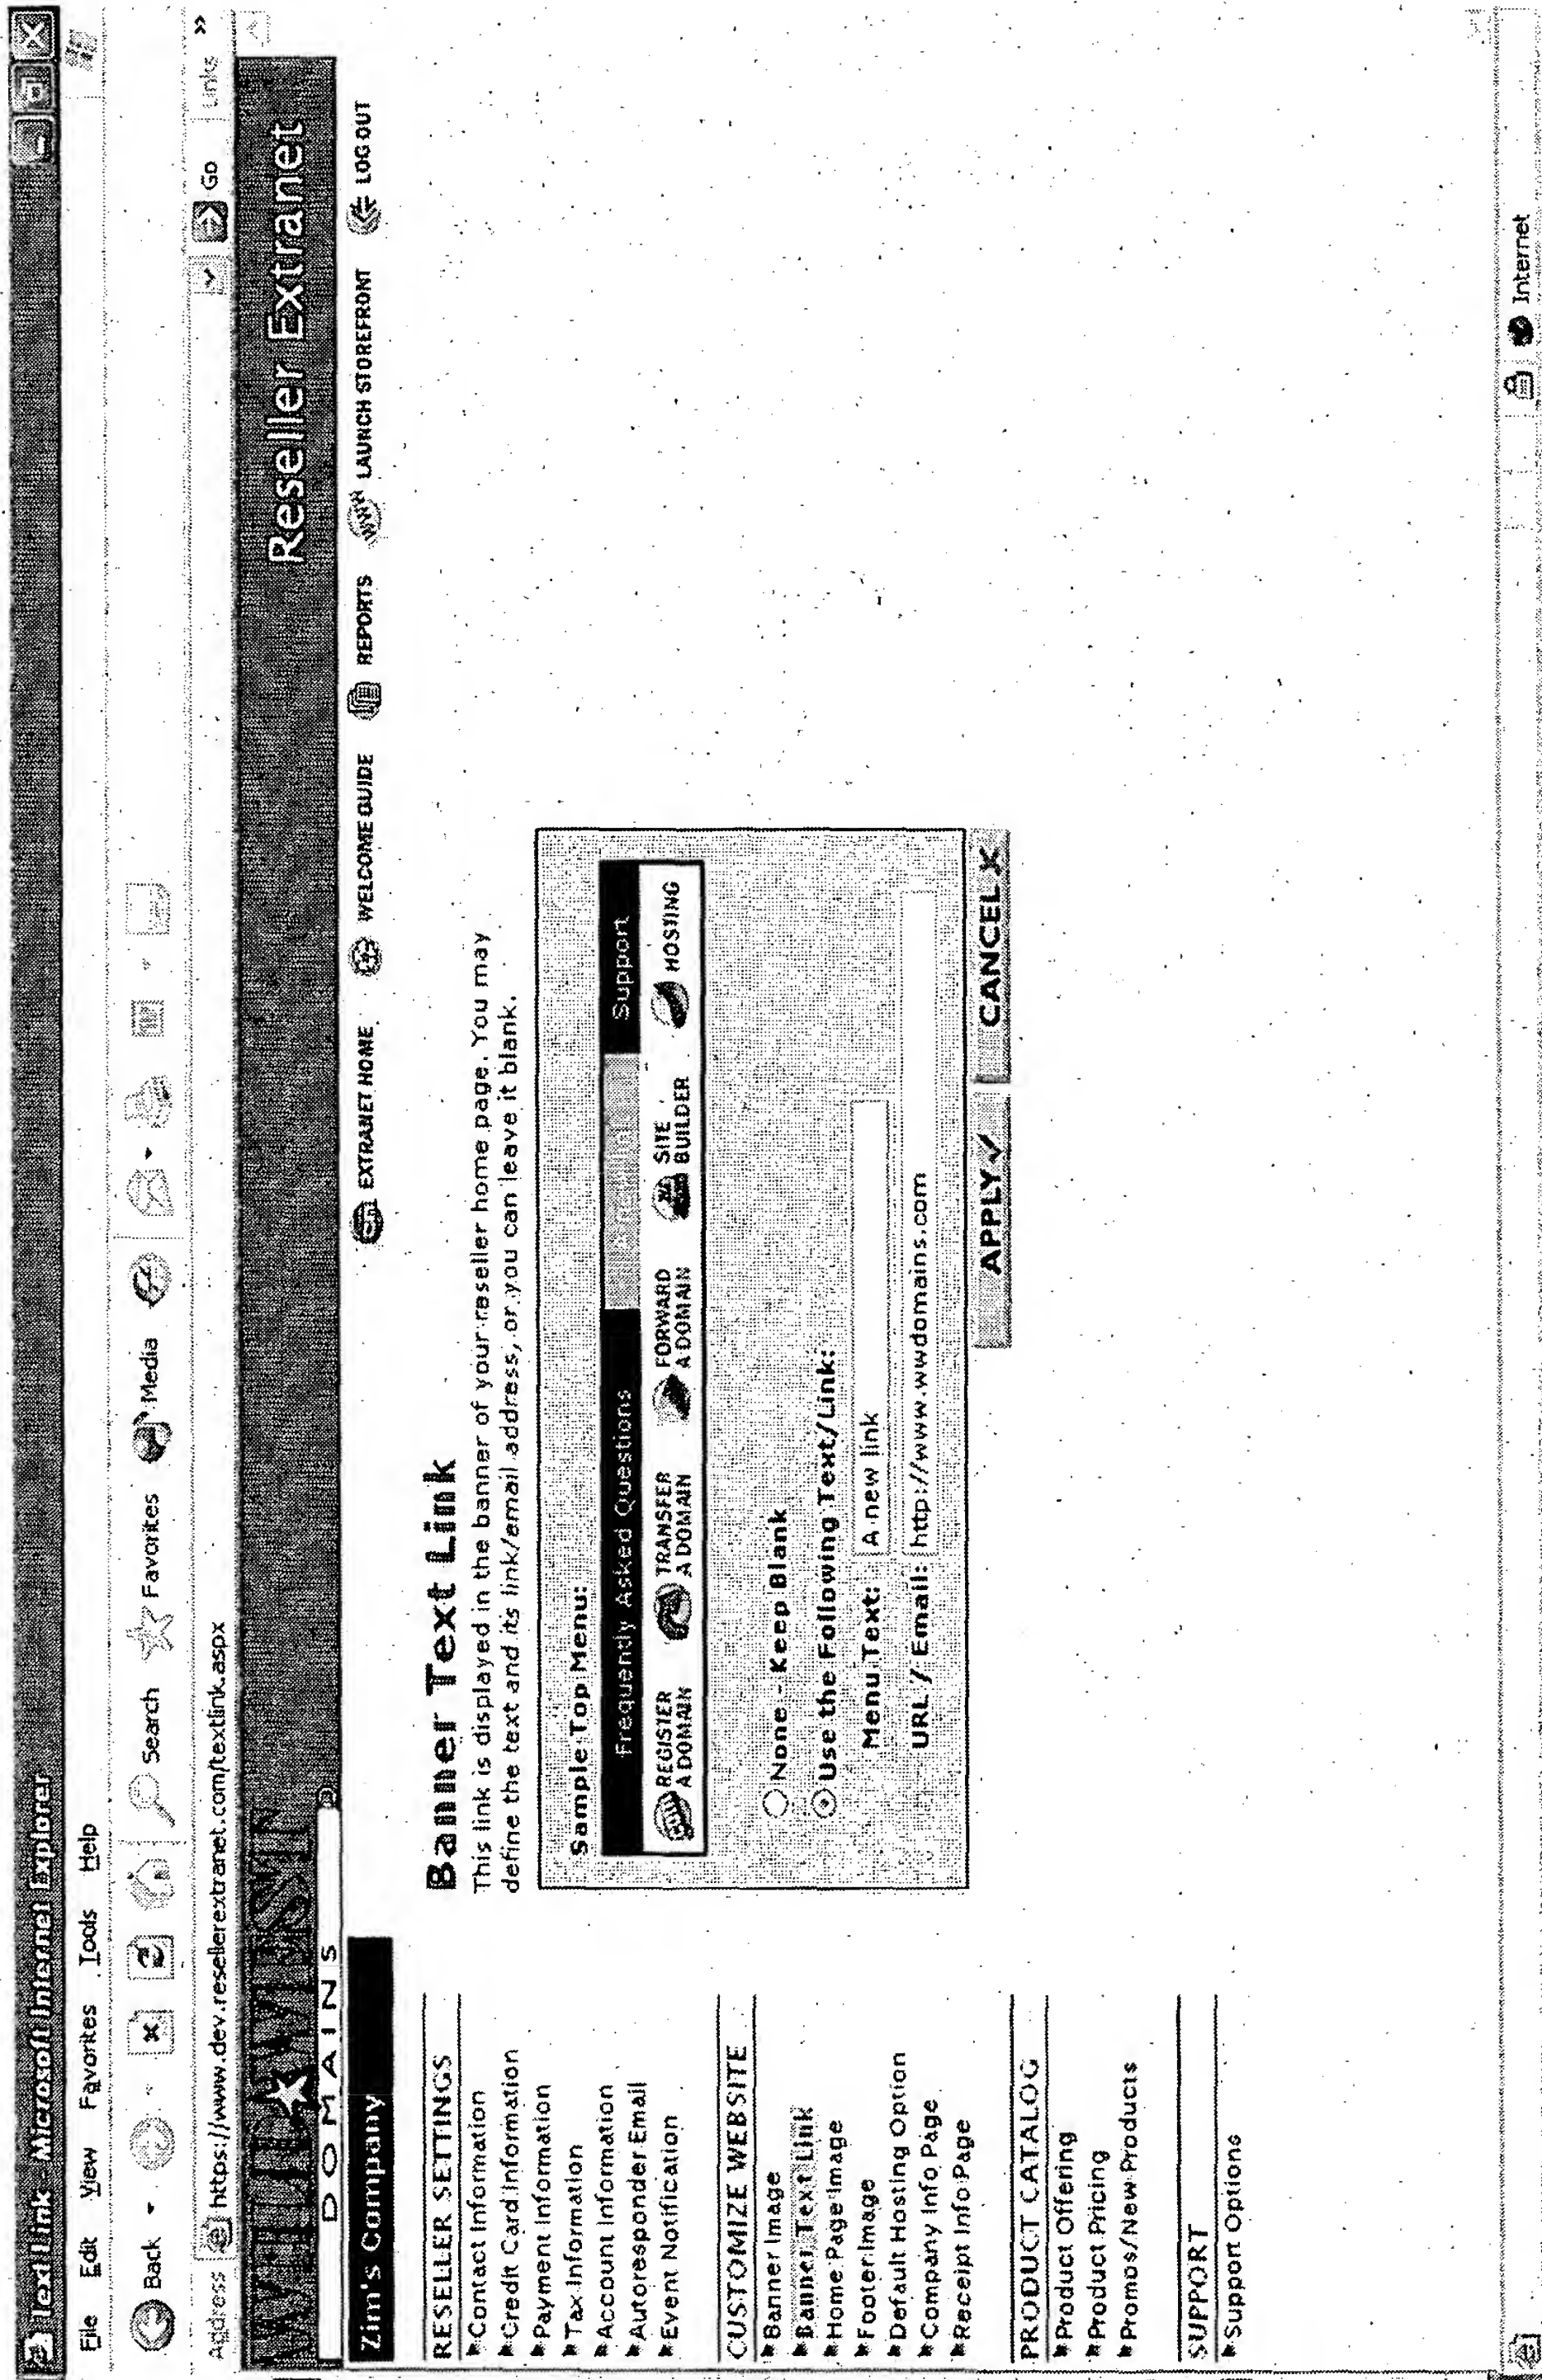 Text Link - Microsoft Internet Explorer
File Edit View Favorites Tools Help
Back Search Favorites Media
Address https://www.dev.resellerextranet.com/textlink.aspx Go Links »
WILD WEST
DOMAINS
Reseller Extranet
Zim's Company
EXTRANET HOME WELCOME GUIDE REPORTS WWW LAUNCH STOREFRONT LOG OUT
RESELLER SETTINGS
Contact Information
Credit Card Information
Payment Information
Tax Information
Account Information
Autoresponder Email
Event Notification
CUSTOMIZE WEBSITE
Banner Image
Banner Text Link
Home Page Image
Footer Image
Default Hosting Option
Company Info Page
Receipt Info Page
PRODUCT CATALOG
Product Offering
Product Pricing
Promos/New Products
SUPPORT
Support Options
Banner Text Link
This link is displayed in the banner of your reseller home page. You may
define the text and its link/email address, or you can leave it blank.
Sample Top Menu:
Frequently Asked Questions A new link Support
REGISTER A DOMAIN TRANSFER A DOMAIN FORWARD A DOMAIN SITE BUILDER HOSTING
None - Keep Blank
Use the Following Text/Link:
Menu Text: A new link
URL / Email: http://www.wwdomains.com
APPLY CANCEL X
Internet